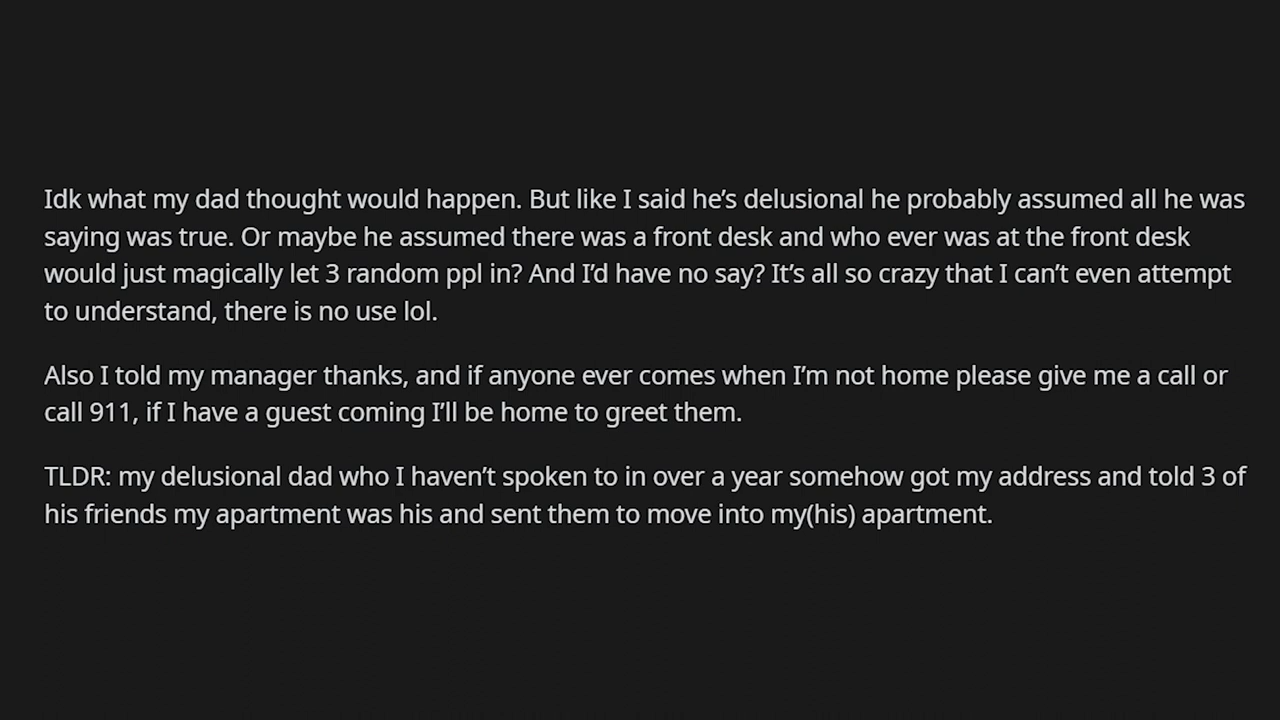 Idk what my dad thought would happen. But like I said he's delusional he probably assumed all he was
saying was true. Or maybe he assumed there was a front desk and who ever was at the front desk
would just magically let 3 random ppl in? And I'd have no say? It's all so crazy that I can't even attempt
to understand, there is no use lol.
Also I told my manager thanks, and if anyone ever comes when I'm not home please give me a call or
call 911, if I have a guest coming I'll be home to greet them.
TLDR: my delusional dad who I haven't spoken to in over a year somehow got my address and told 3 of
his friends my apartment was his and sent them to move into my(his) apartment.